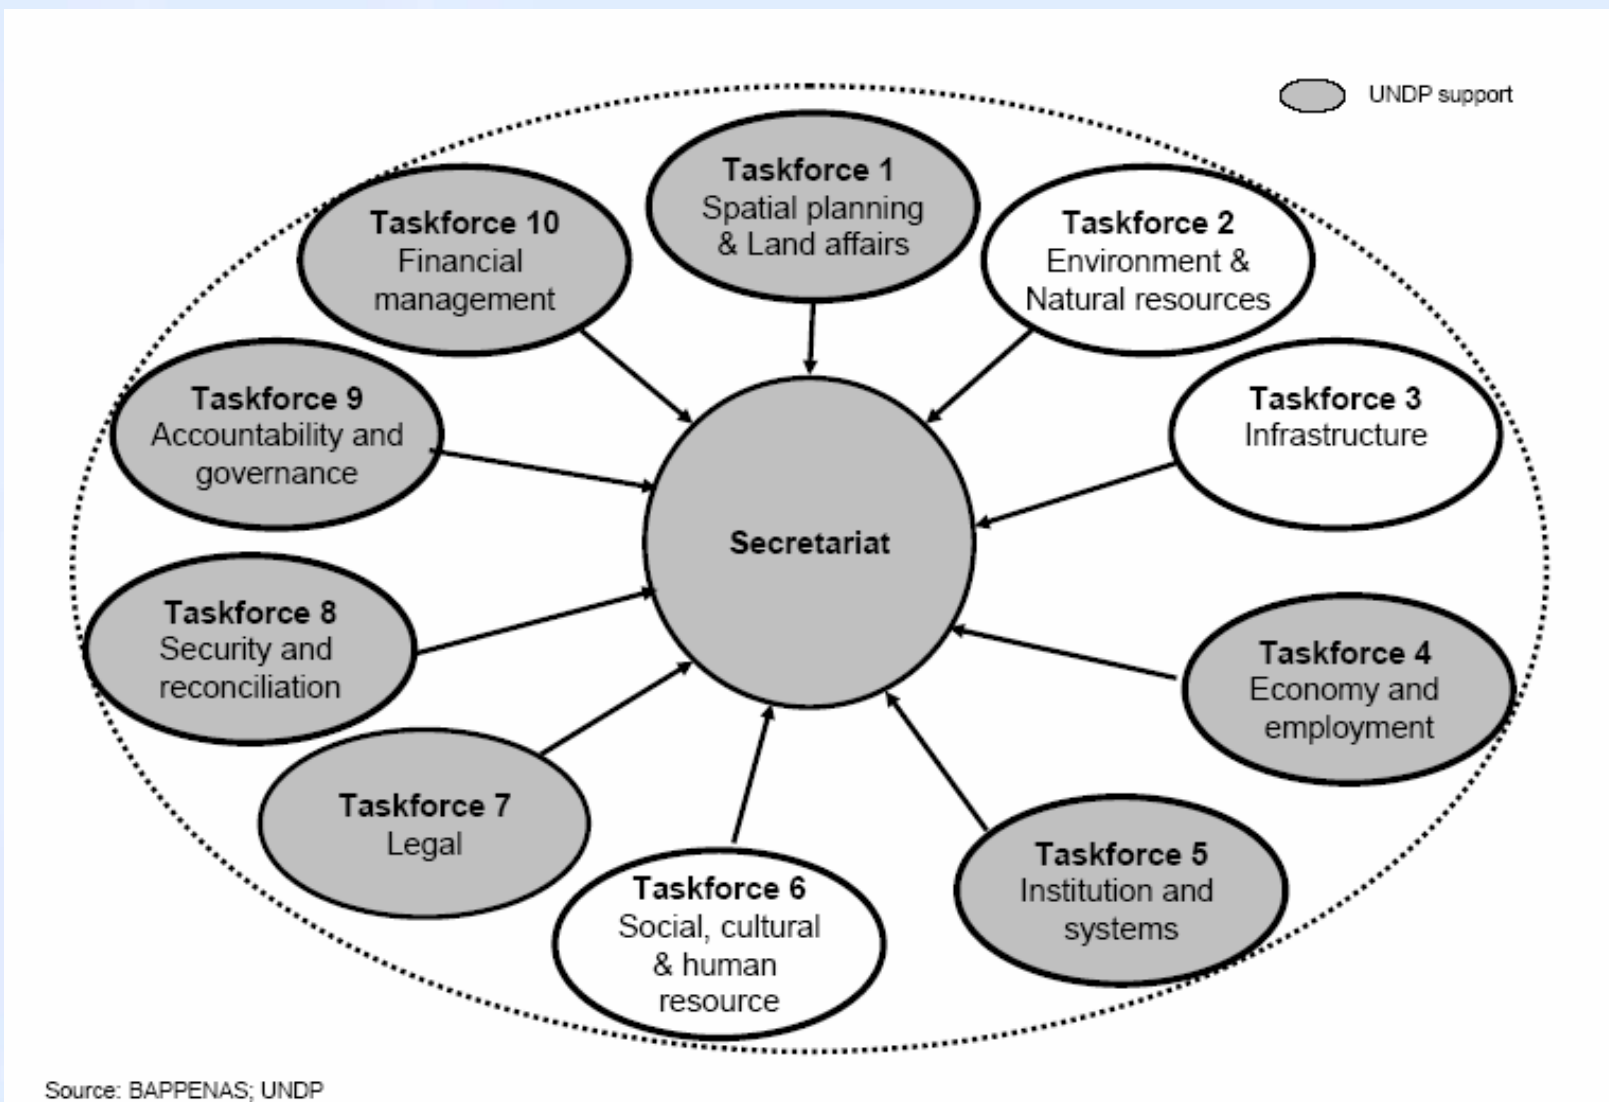 UNDP support
Taskforce 1
Spatial planning
& Land affairs
Taskforce 2
Environment &
Natural resources
Taskforce 3
Infrastructure
Taskforce 4
Economy and
employment
Taskforce 5
Institution and
systems
Taskforce 6
Social, cultural
& human
resource
Taskforce 7
Legal
Taskforce 8
Security and
reconciliation
Taskforce 9
Accountability and
governance
Taskforce 10
Financial
management
Secretariat
Source: BAPPENAS; UNDP